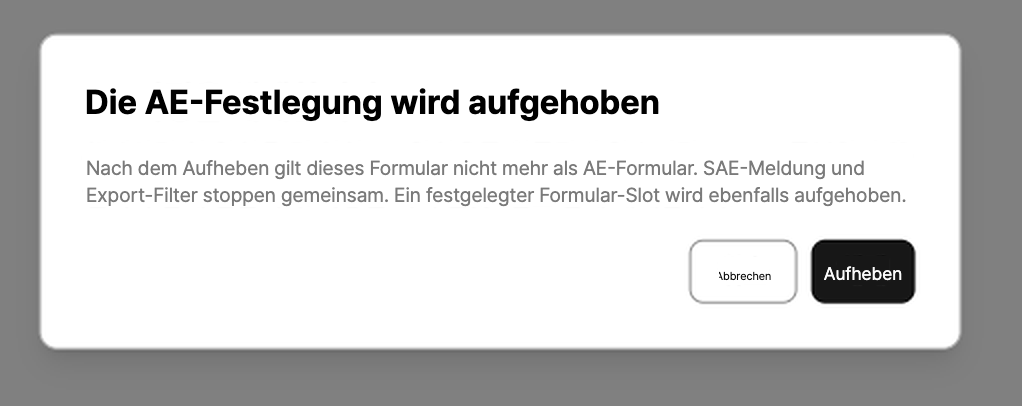 Die AE-Festlegung wird aufgehoben
Nach dem Aufheben gilt dieses Formular nicht mehr als AE-Formular. SAE-Meldung und
Export-Filter stoppen gemeinsam. Ein festgelegter Formular-Slot wird ebenfalls aufgehoben.
Abbrechen
Aufheben